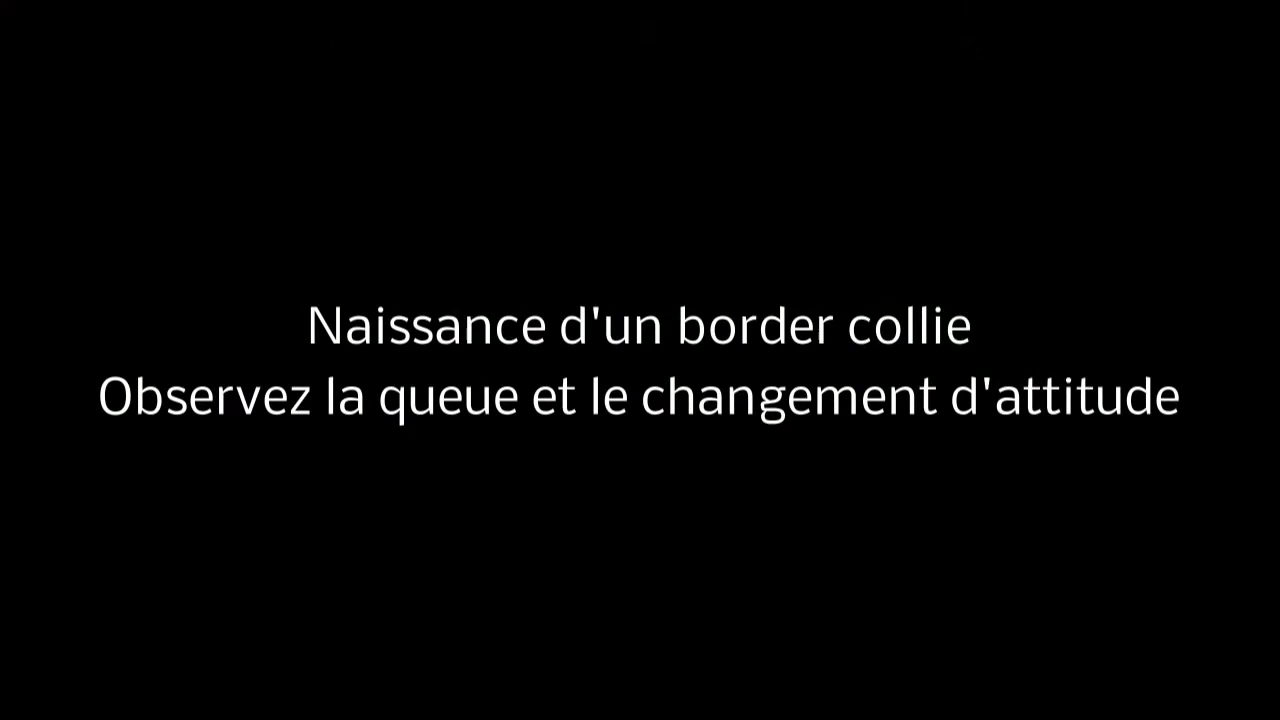 Naissance d'un border collie
Observez la queue et le changement d'attitude